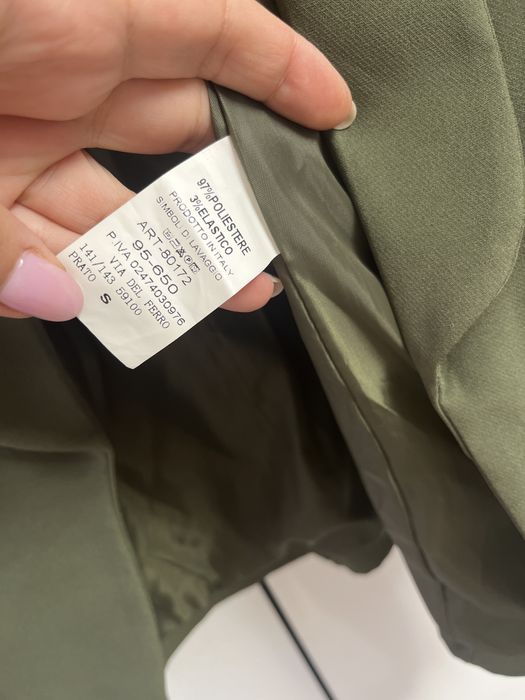 97%POLIESTERE
3%ELASTICO
PRODOTTO IN ITALY
SIMBOLI DI LAVAGGIO
ART-80172
95-650
P.IVA 02474030976
VIA DEL FERRO
141/143 59100
PRATO S